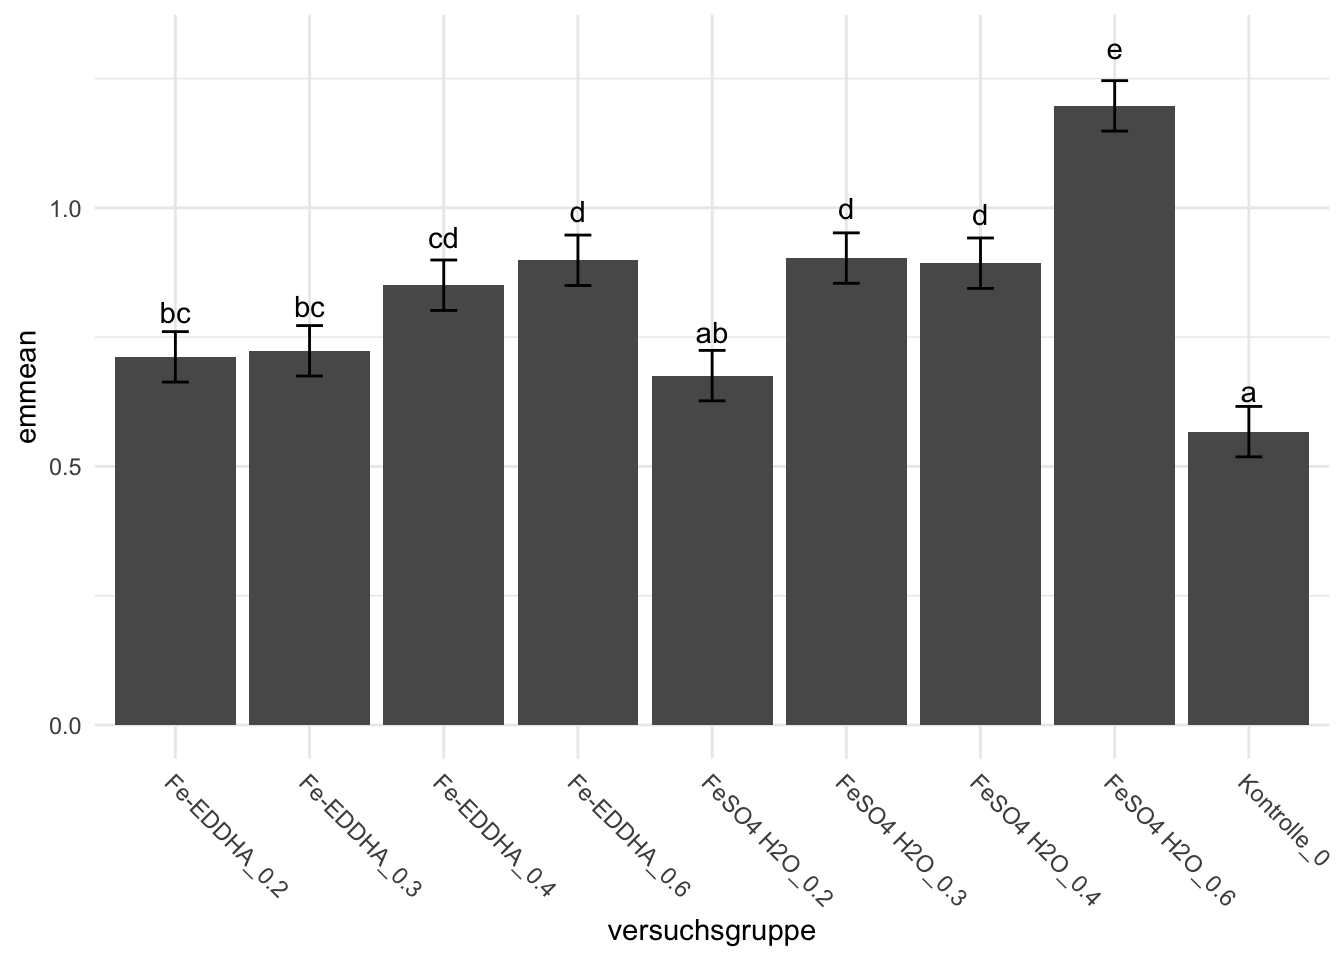 e
d
d
d
cd
bc
bc
ab
a
emmean
1.0
0.5
0.0
Fe-EDDHA_0.2
Fe-EDDHA_0.3
Fe-EDDHA_0.4
Fe-EDDHA_0.6
FeSO4 H2O_0.2
FeSO4 H2O_0.3
FeSO4 H2O_0.4
FeSO4 H2O_0.6
Kontrolle_0
versuchsgruppe